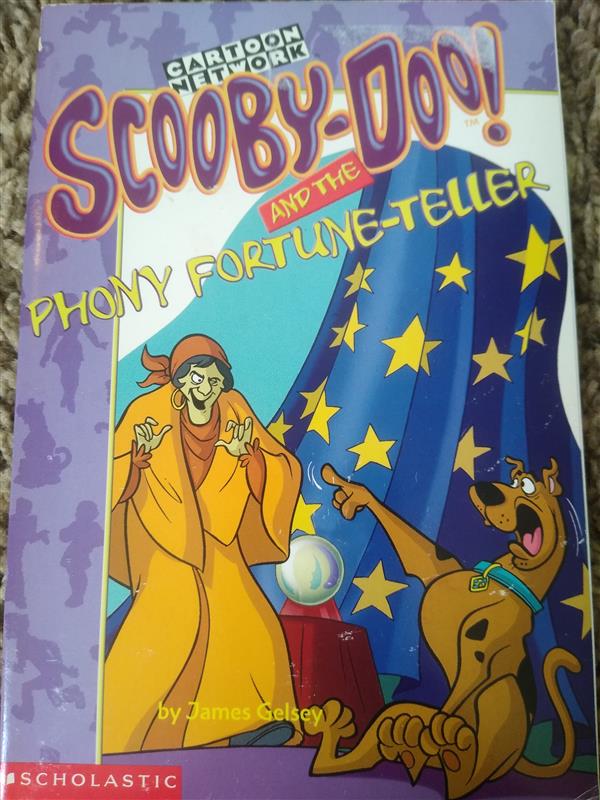 CARTOON
NETWORK
SCOOBY-DOO!
TM
AND THE
PHONY FORTUNE-TELLER
by James Gelsey
SCHOLASTIC